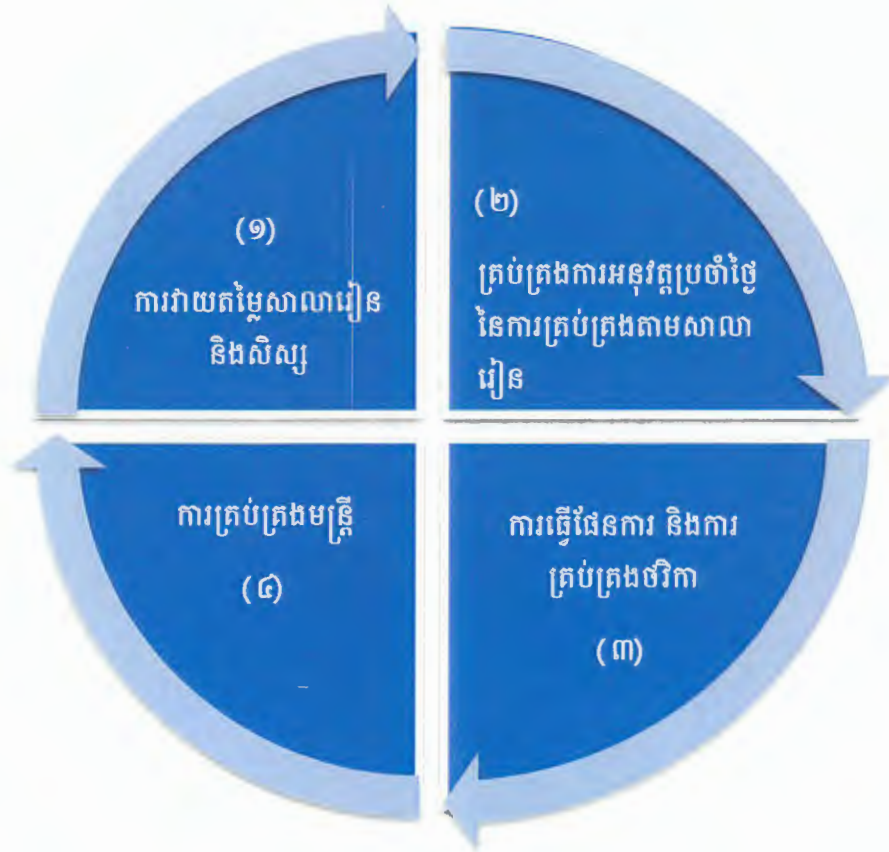 (១)
ការវាយតម្លៃសាលារៀន
និងសិស្ស
(២)
គ្រប់គ្រងការអនុវត្តប្រចាំថ្ងៃ
នៃការគ្រប់គ្រងតាមសាលា
រៀន
ការធ្វើផែនការ និងការ
គ្រប់គ្រងថវិកា
(៣)
ការគ្រប់គ្រងមន្ត្រី
(៤)